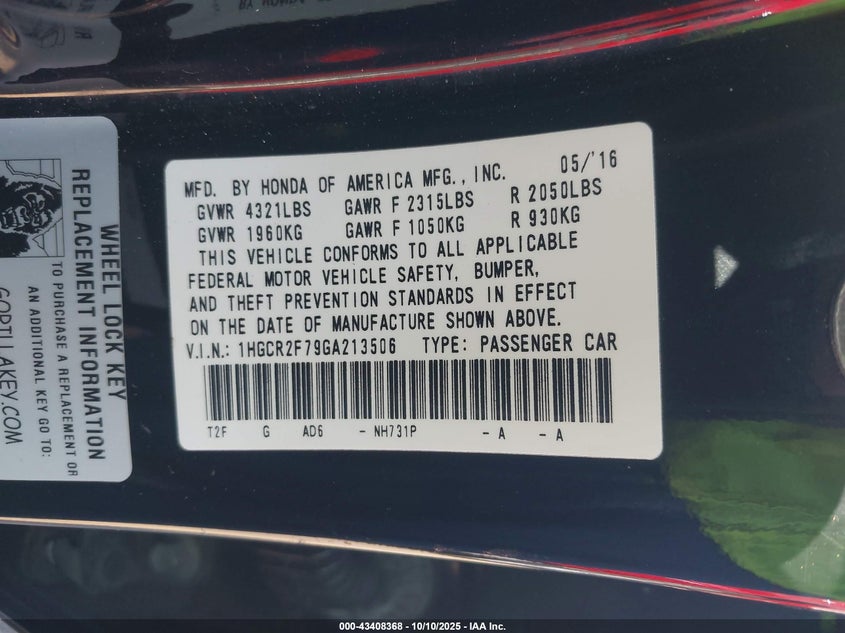 MFD. BY HONDA OF AMERICA MFG., INC. 05/'16
GVWR 4321LBS GAWR F 2315LBS R 2050LBS
GVWR 1960KG GAWR F 1050KG R 930KG
THIS VEHICLE CONFORMS TO ALL APPLICABLE
FEDERAL MOTOR VEHICLE SAFETY, BUMPER,
AND THEFT PREVENTION STANDARDS IN EFFECT
ON THE DATE OF MANUFACTURE SHOWN ABOVE.
V.I.N.: 1HGCR2F79GA213506 TYPE: PASSENGER CAR
T2F G AD6 - NH731P - A - A
WHEEL LOCK KEY
REPLACEMENT INFORMATION
TO PURCHASE A REPLACEMENT OR
AN ADDITIONAL KEY GO TO:
GORILLAKEY.COM
000-43408368 - 10/10/2025 - IAA Inc.